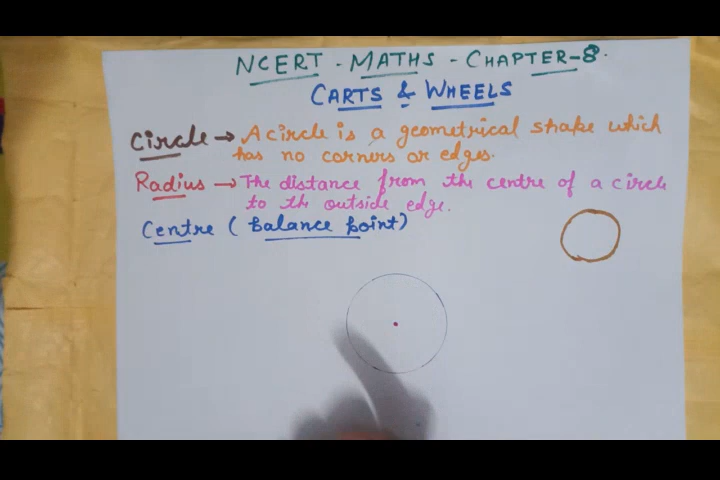 NCERT - MATHS - CHAPTER-8.
CARTS & WHEELS
Circle → A circle is a geometrical shake which
has no corners or edges.
Radius → The distance from the centre of a circle
to the outside edge.
Centre ( Balance point)